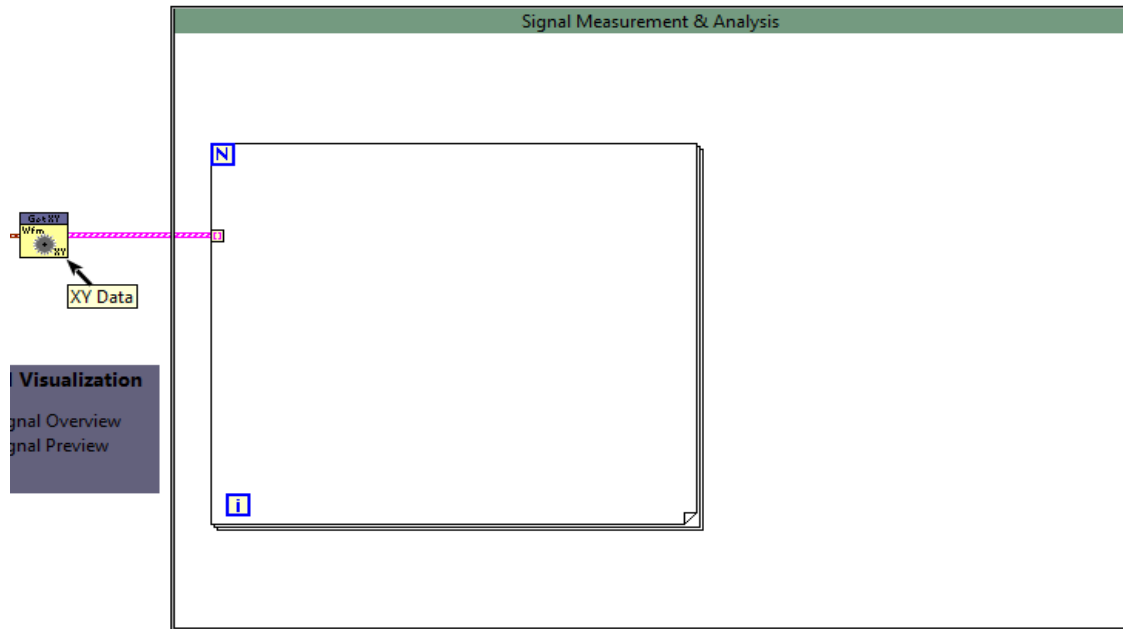 Signal Measurement & Analysis
N
Get XY
Wfm
XY
XY Data
Visualization
gnal Overview
gnal Preview
i